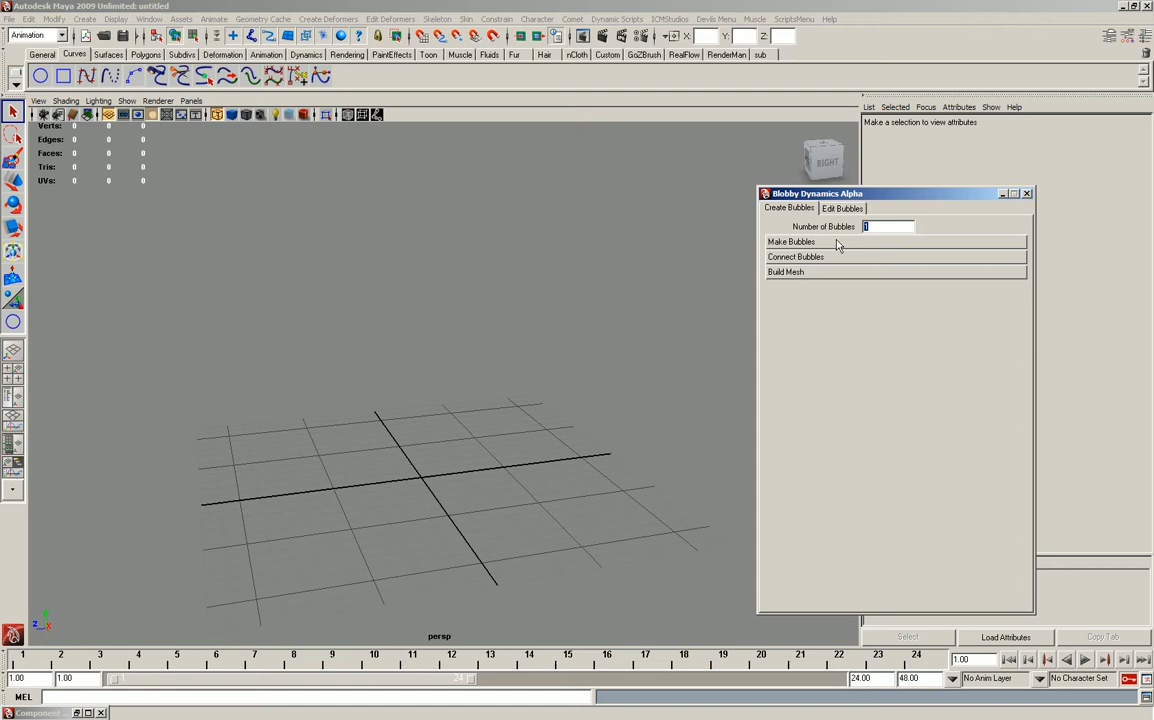 Autodesk Maya 2009 Unlimited: untitled
File Edit Modify Create Display Window Assets Animate Geometry Cache Create Deformers Edit Deformers Skeleton Skin Constrain Character Comet Dynamic Scripts ICMStudios Devils Menu Muscle ScriptsMenu Help
Animation X: Y: Z:
General Curves Surfaces Polygons Subdivs Deformation Animation Dynamics Rendering PaintEffects Toon Muscle Fluids Fur Hair nCloth Custom GoZBrush RealFlow RenderMan sub
View Shading Lighting Show Renderer Panels
List Selected Focus Attributes Show Help
Make a selection to view attributes
Verts: 0 0 0
Edges: 0 0 0
Faces: 0 0 0
Tris: 0 0 0
UVs: 0 0 0
RIGHT
Blobby Dynamics Alpha
Create Bubbles Edit Bubbles
Number of Bubbles 1
Make Bubbles
Connect Bubbles
Build Mesh
y
z x
persp
Select Load Attributes Copy Tab
1 2 3 4 5 6 7 8 9 10 11 12 13 14 15 16 17 18 19 20 21 22 23 24 1.00
1.00 1.00 1 24 24.00 48.00 No Anim Layer No Character Set
MEL
Component